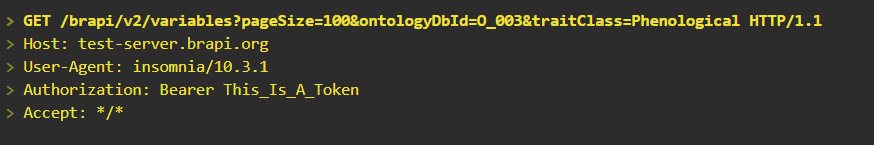 > GET /brapi/v2/variables?pageSize=100&ontologyDbId=O_003&traitClass=Phenological HTTP/1.1
> Host: test-server.brapi.org
> User-Agent: insomnia/10.3.1
> Authorization: Bearer This_Is_A_Token
> Accept: */*